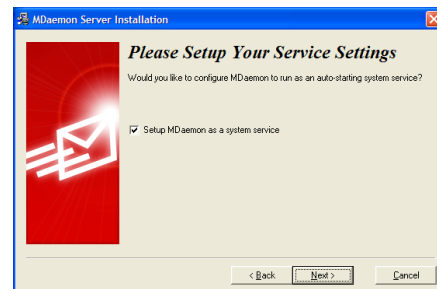 MDaemon Server Installation
Please Setup Your Service Settings
Would you like to configure MDaemon to run as an auto-starting system service?
Setup MDaemon as a system service
< Back
Next >
Cancel